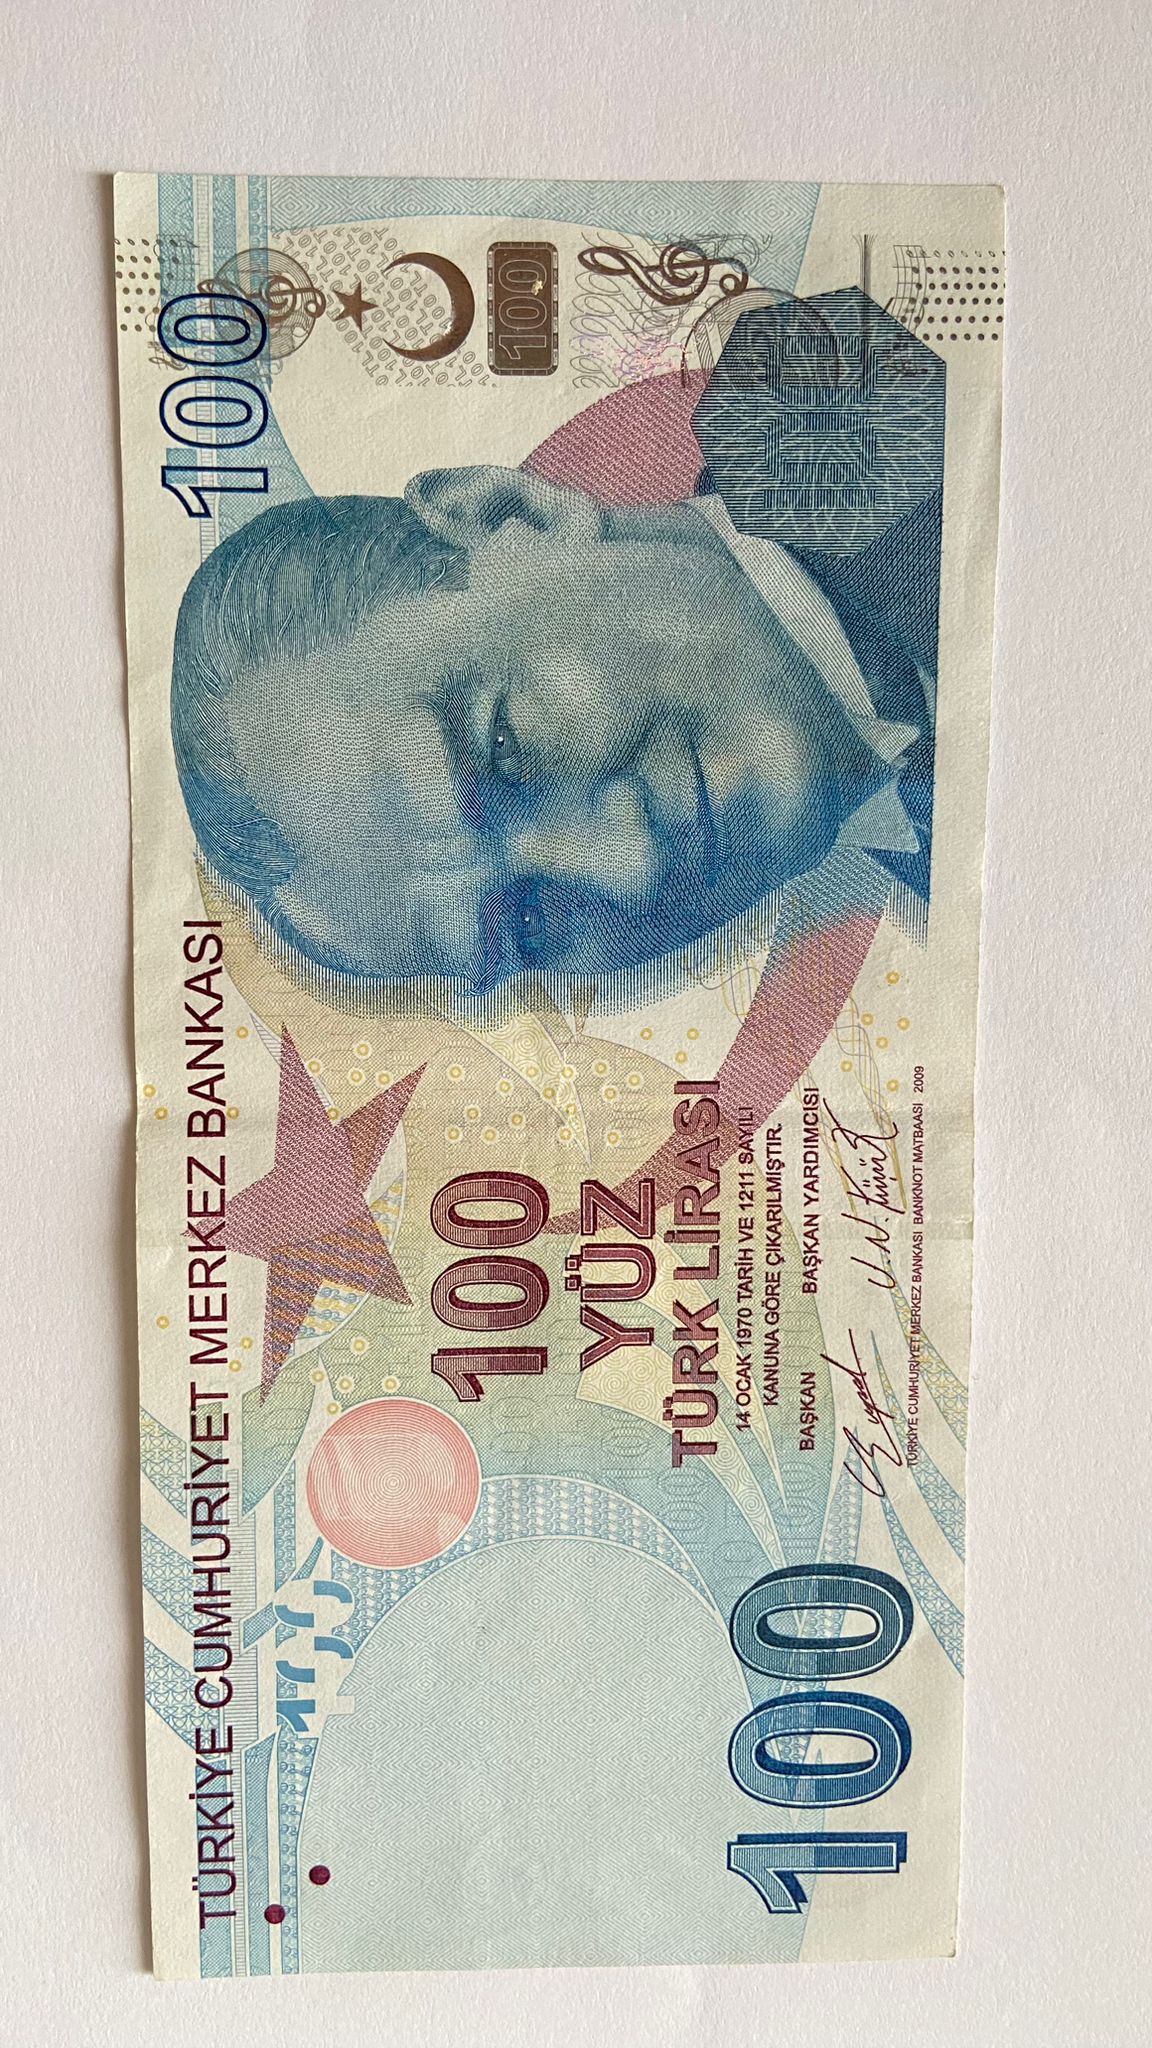 TÜRKİYE CUMHURİYET MERKEZ BANKASI
100
100
100
YÜZ
TÜRK LİRASI
14 OCAK 1970 TARİH VE 1211 SAYILI
KANUNA GÖRE ÇIKARILMIŞTIR.
BAŞKAN BAŞKAN YARDIMCISI
TÜRKİYE CUMHURİYET MERKEZ BANKASI BANKNOT MATBAASI 2009
100
100